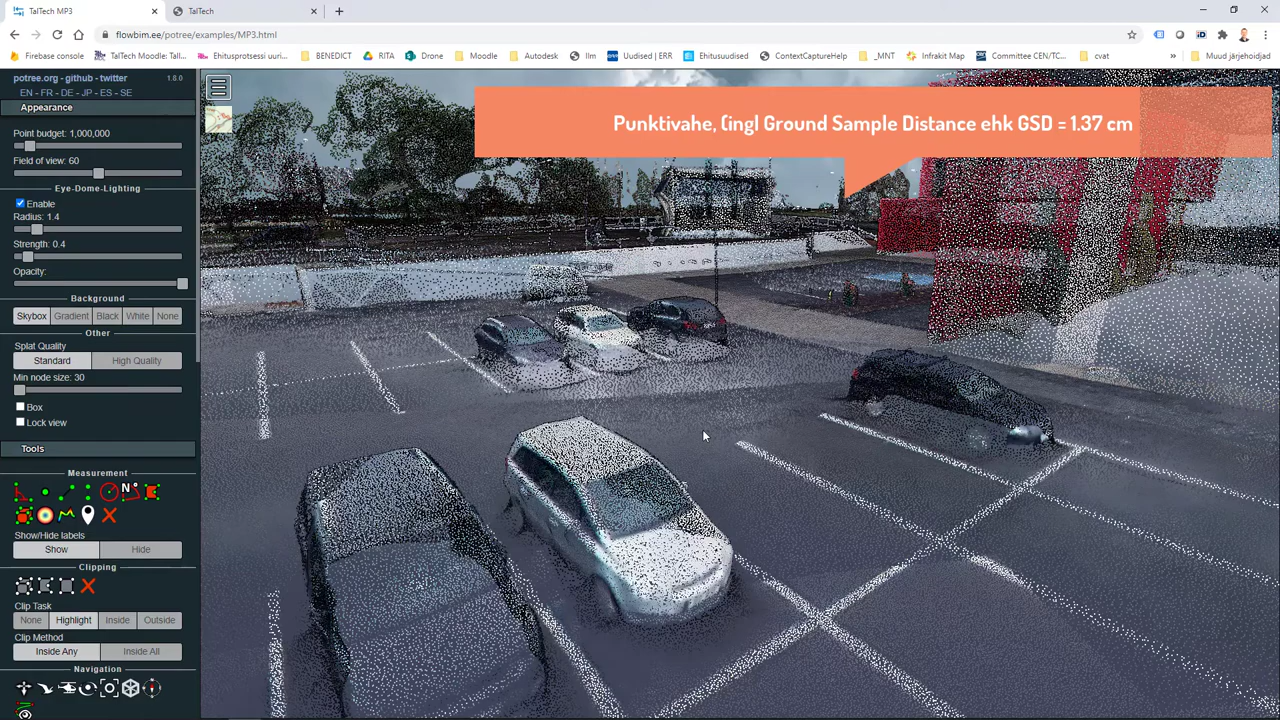 TalTech MP3
TalTech
flowbim.ee/potree/examples/MP3.html
Firebase console
TalTech Moodle: Tall...
Ehitusprotsessi uuri...
BENEDICT
RITA
Drone
Moodle
Autodesk
Ilm
Uudised | ERR
Ehitusuudised
ContextCaptureHelp
_MNT
Infrakit Map
Committee CEN/TC...
cvat
»
Muud järjehoidjad
potree.org - github - twitter
1.8.0
EN - FR - DE - JP - ES - SE
Appearance
Point budget: 1,000,000
Field of view: 60
Eye-Dome-Lighting
Enable
Radius: 1.4
Strength: 0.4
Opacity:
Background
Skybox Gradient Black White None
Other
Splat Quality
Standard High Quality
Min node size: 30
Box
Lock view
Tools
Measurement
N°
Show/Hide labels
Show Hide
Clipping
Clip Task
None Highlight Inside Outside
Clip Method
Inside Any Inside All
Navigation
Punktivahe, (ingl Ground Sample Distance ehk GSD = 1.37 cm